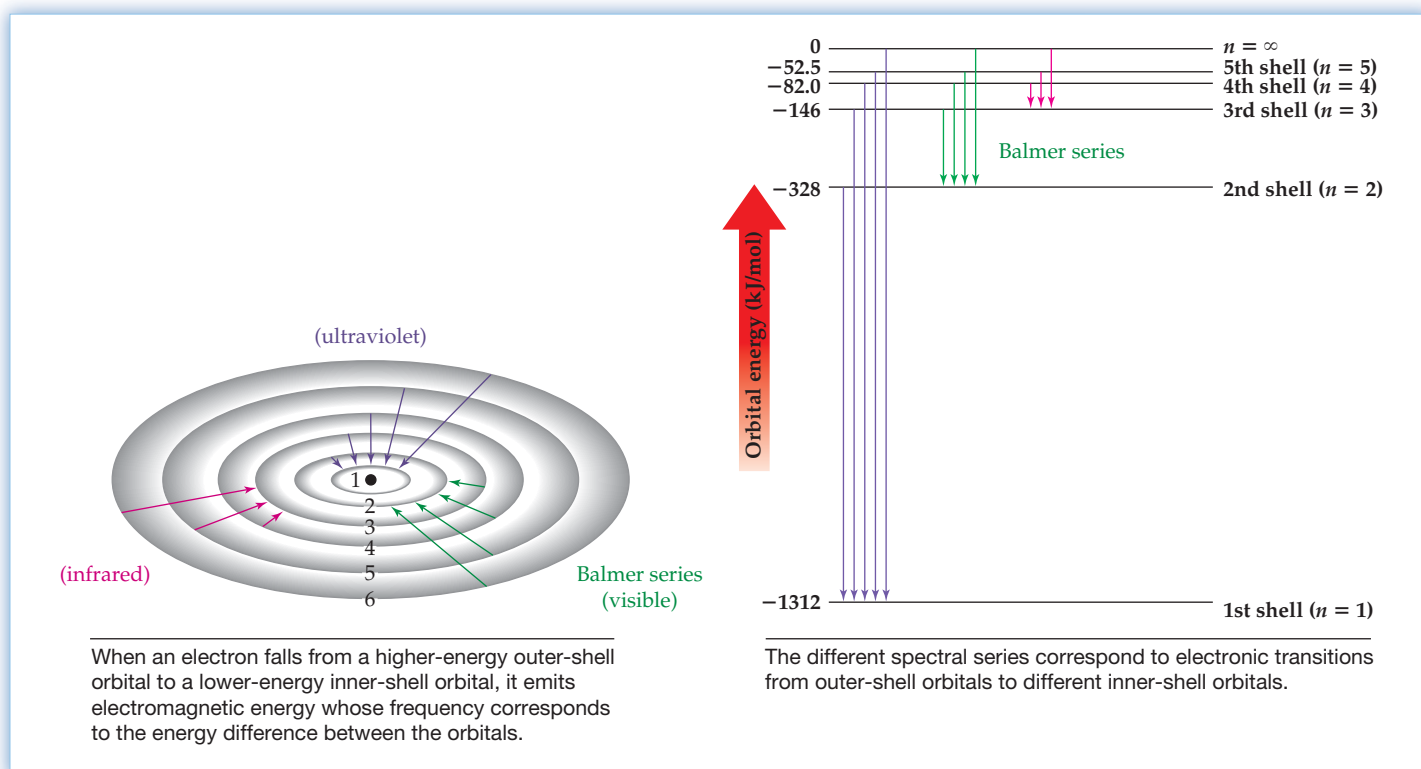 (ultraviolet)
1
2
3
4
5
6
(infrared)
Balmer series
(visible)
When an electron falls from a higher-energy outer-shell
orbital to a lower-energy inner-shell orbital, it emits
electromagnetic energy whose frequency corresponds
to the energy difference between the orbitals.
0 n = ∞
−52.5 5th shell (n = 5)
−82.0 4th shell (n = 4)
−146 3rd shell (n = 3)
Balmer series
−328 2nd shell (n = 2)
Orbital energy (kJ/mol)
−1312 1st shell (n = 1)
The different spectral series correspond to electronic transitions
from outer-shell orbitals to different inner-shell orbitals.